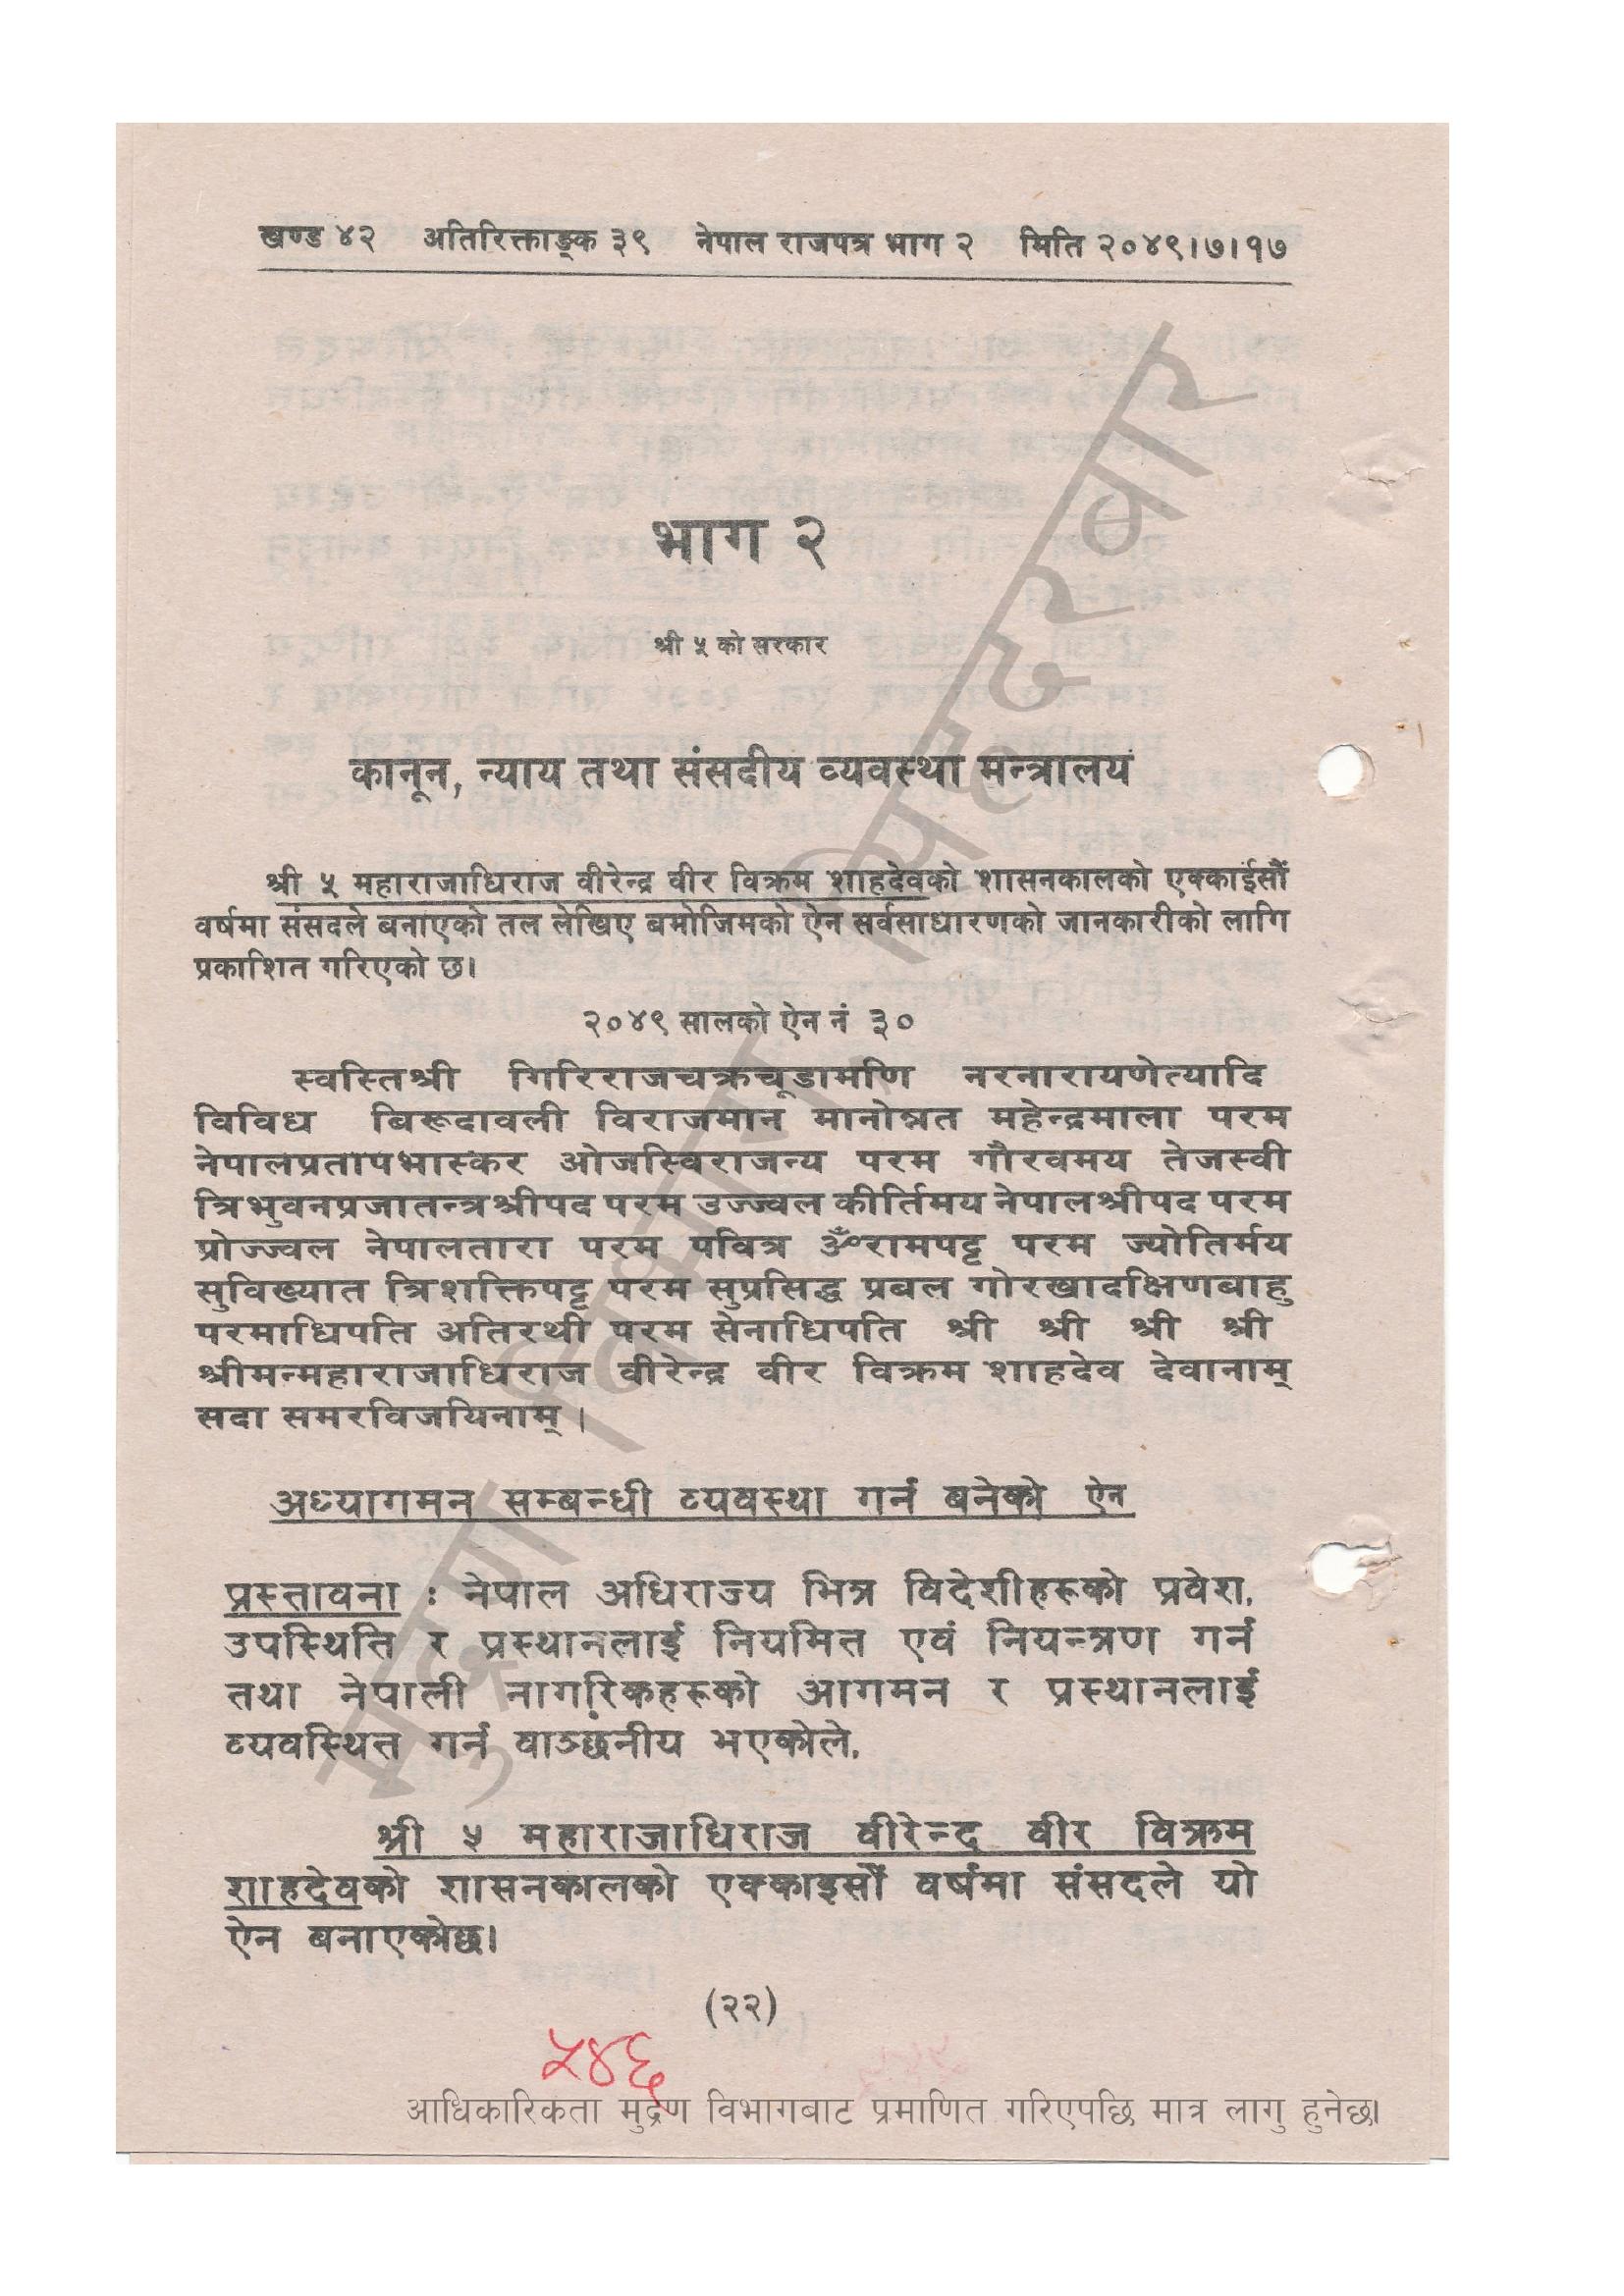 खण्ड ४२ अतिरिक्ताङ्क ३९ नेपाल राजपत्र भाग २ मिति २०४९।७।१७
भाग २
श्री ५ को सरकार
कानून, न्याय तथा संसदीय व्यवस्था मन्त्रालय
श्री ५ महाराजाधिराज वीरेन्द्र वीर विक्रम शाहदेवको शासनकालको एक्काईसौं
वर्षमा संसदले बनाएको तल लेखिए बमोजिमको ऐन सर्वसाधारणको जानकारीको लागि
प्रकाशित गरिएको छ।
२०४९ सालको ऐन नं ३०
स्वस्तिश्री गिरिराजचक्रचूडामणि नरनारायणेत्यादि
विविध बिरूदावली विराजमान मानोन्नत महेन्द्रमाला परम
नेपालप्रतापभास्कर ओजस्विराजन्य परम गौरवमय तेजस्वी
त्रिभुवनप्रजातन्त्रश्रीपद परम उज्ज्वल कीर्तिमय नेपालश्रीपद परम
प्रोज्ज्वल नेपालतारा परम पवित्र ॐरामपट्ट परम ज्योतिर्मय
सुविख्यात त्रिशक्तिपट्ट परम सुप्रसिद्ध प्रबल गोरखादक्षिणबाहु
परमाधिपति अतिरथी परम सेनाधिपति श्री श्री श्री श्री
श्रीमन्महाराजाधिराज वीरेन्द्र वीर विक्रम शाहदेव देवानाम्
सदा समरविजयिनाम्।
अध्यागमन सम्बन्धी व्यवस्था गर्न बनेको ऐन
प्रस्तावना : नेपाल अधिराज्य भित्र विदेशीहरूको प्रवेश,
उपस्थिति र प्रस्थानलाई नियमित एवं नियन्त्रण गर्न
तथा नेपाली नागरिकहरूको आगमन र प्रस्थानलाई
व्यवस्थित गर्न वाञ्छनीय भएकोले,
श्री ५ महाराजाधिराज वीरेन्द्र वीर विक्रम
शाहदेवको शासनकालको एक्काइसौं वर्षमा संसदले यो
ऐन बनाएकोछ।
(२२)
५४६
आधिकारिकता मुद्रण विभागबाट प्रमाणित गरिएपछि मात्र लागु हुनेछ।
मुद्रण विभाग, सिंहदरबार